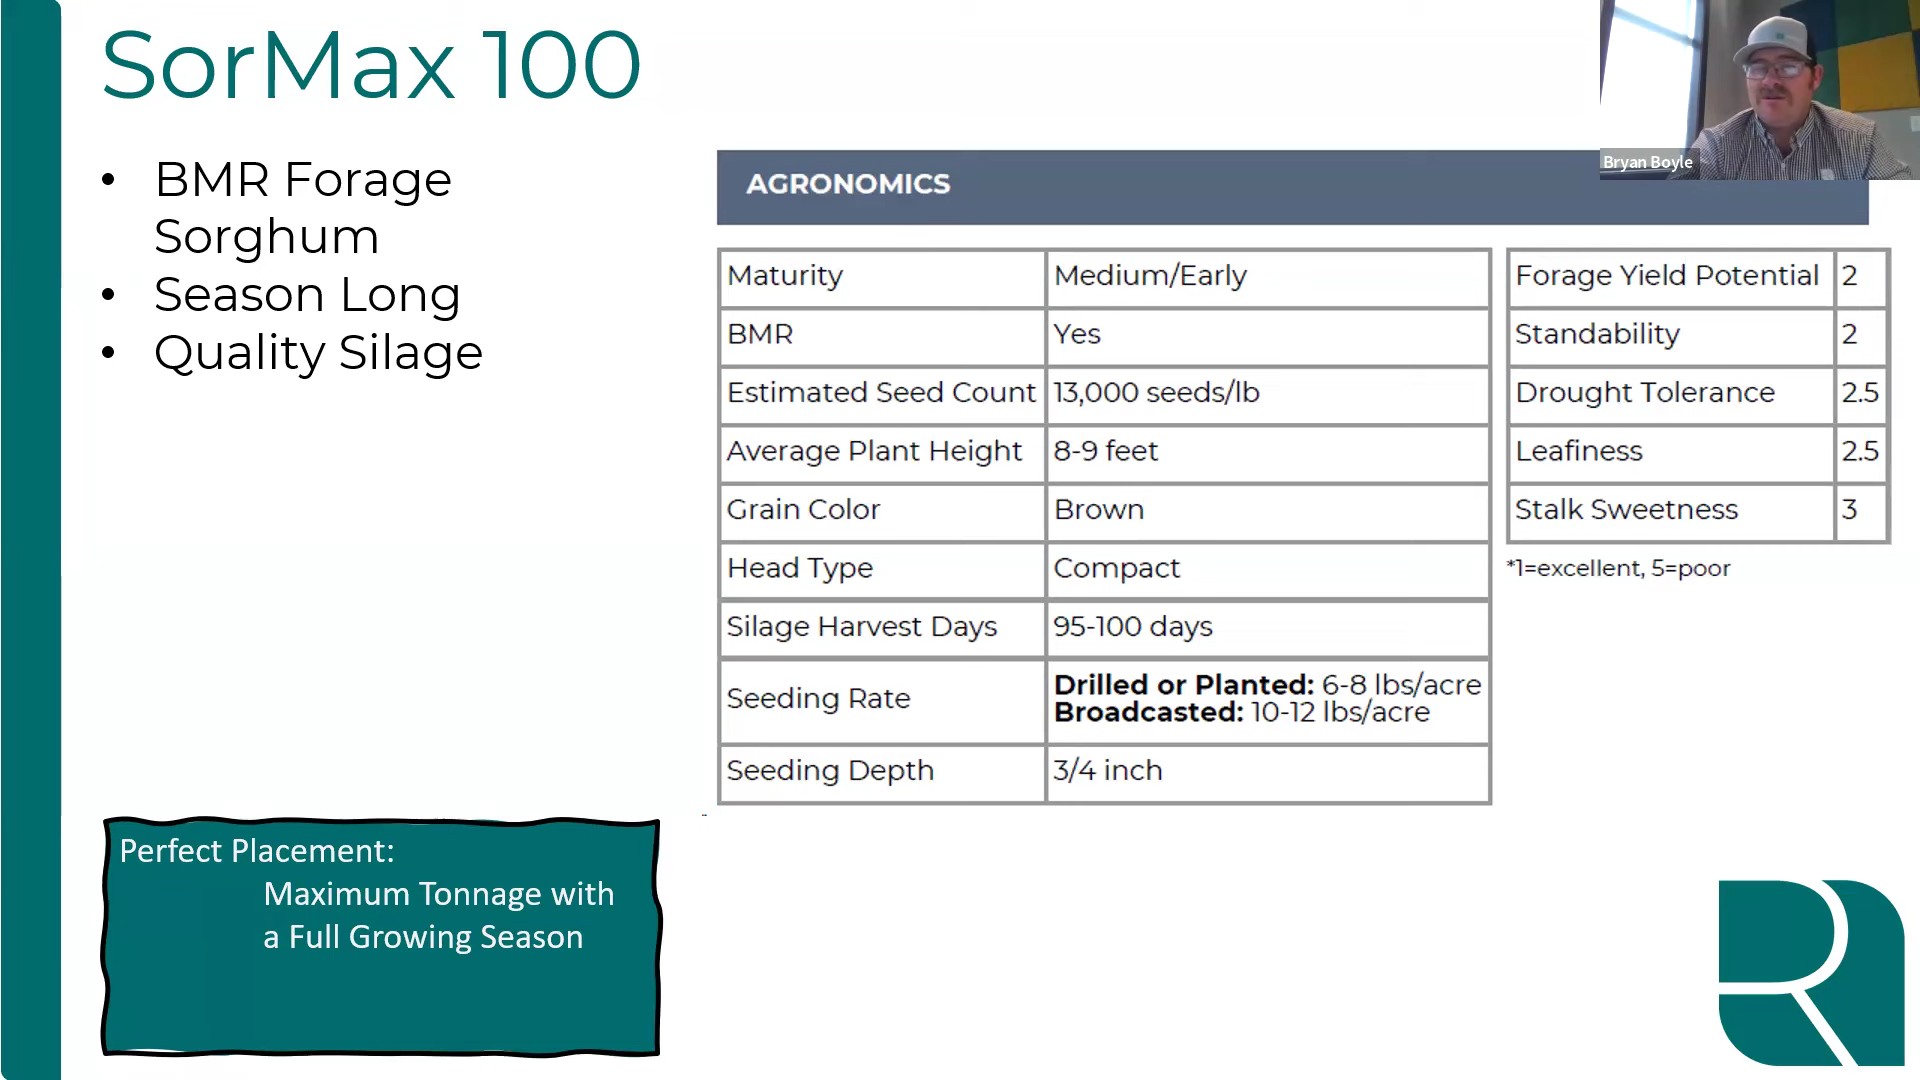 SorMax 100
• BMR Forage
Sorghum
• Season Long
• Quality Silage
Perfect Placement:
Maximum Tonnage with
a Full Growing Season
AGRONOMICS
Maturity Medium/Early
BMR Yes
Estimated Seed Count 13,000 seeds/lb
Average Plant Height 8-9 feet
Grain Color Brown
Head Type Compact
Silage Harvest Days 95-100 days
Seeding Rate Drilled or Planted: 6-8 lbs/acre
Broadcasted: 10-12 lbs/acre
Seeding Depth 3/4 inch
Forage Yield Potential 2
Standability 2
Drought Tolerance 2.5
Leafiness 2.5
Stalk Sweetness 3
*1=excellent, 5=poor
Bryan Boyle
R